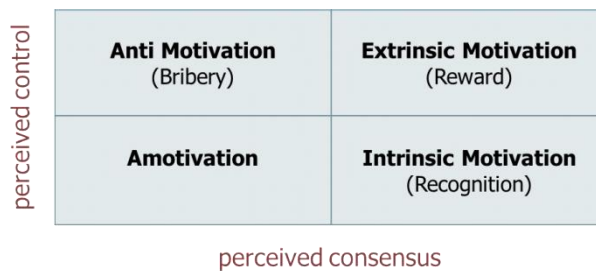 perceived control
Anti Motivation
(Bribery)
Extrinsic Motivation
(Reward)
Amotivation
Intrinsic Motivation
(Recognition)
perceived consensus